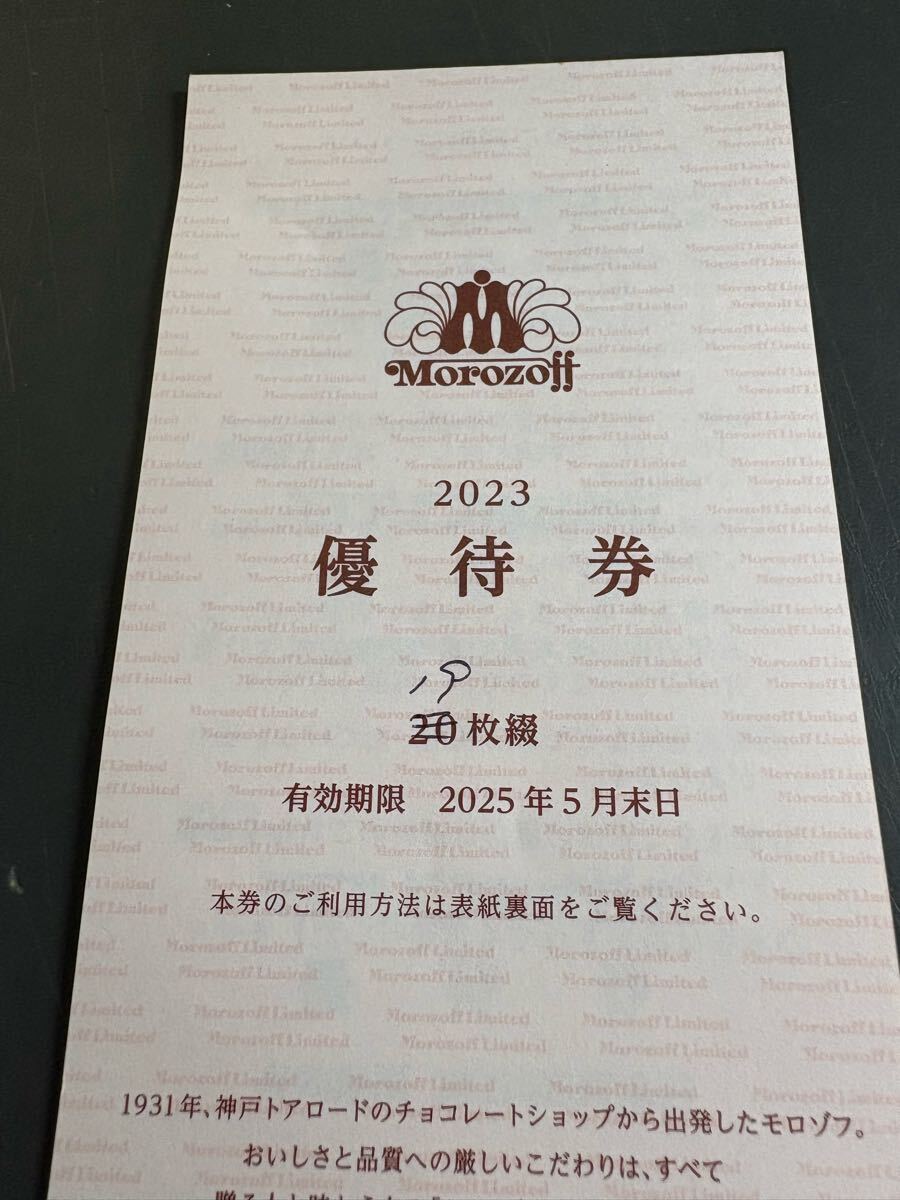 Morozoff
2023
優待券
19
20枚綴
有効期限 2025年5月末日
本券のご利用方法は表紙裏面をご覧ください。
1931年、神戸トアロードのチョコレートショップから出発したモロゾフ。
おいしさと品質への厳しいこだわりは、すべて